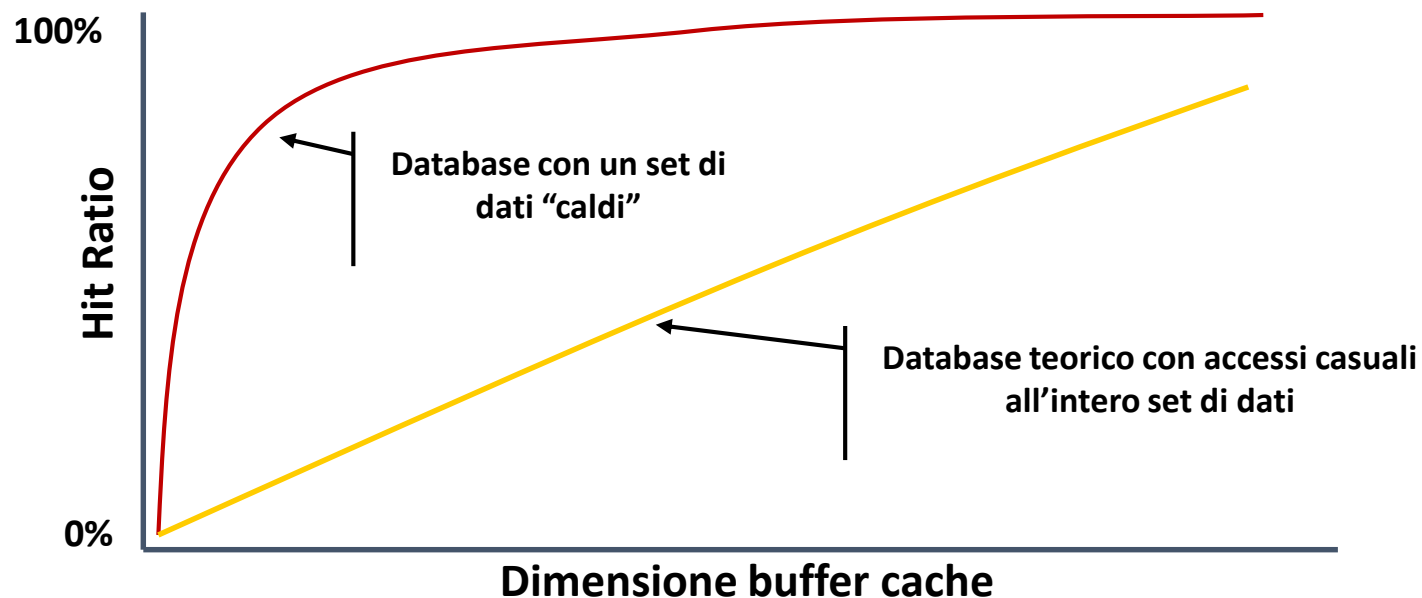 100%
Database con un set di
dati “caldi”
Hit Ratio
Database teorico con accessi casuali
all’intero set di dati
0%
Dimensione buffer cache